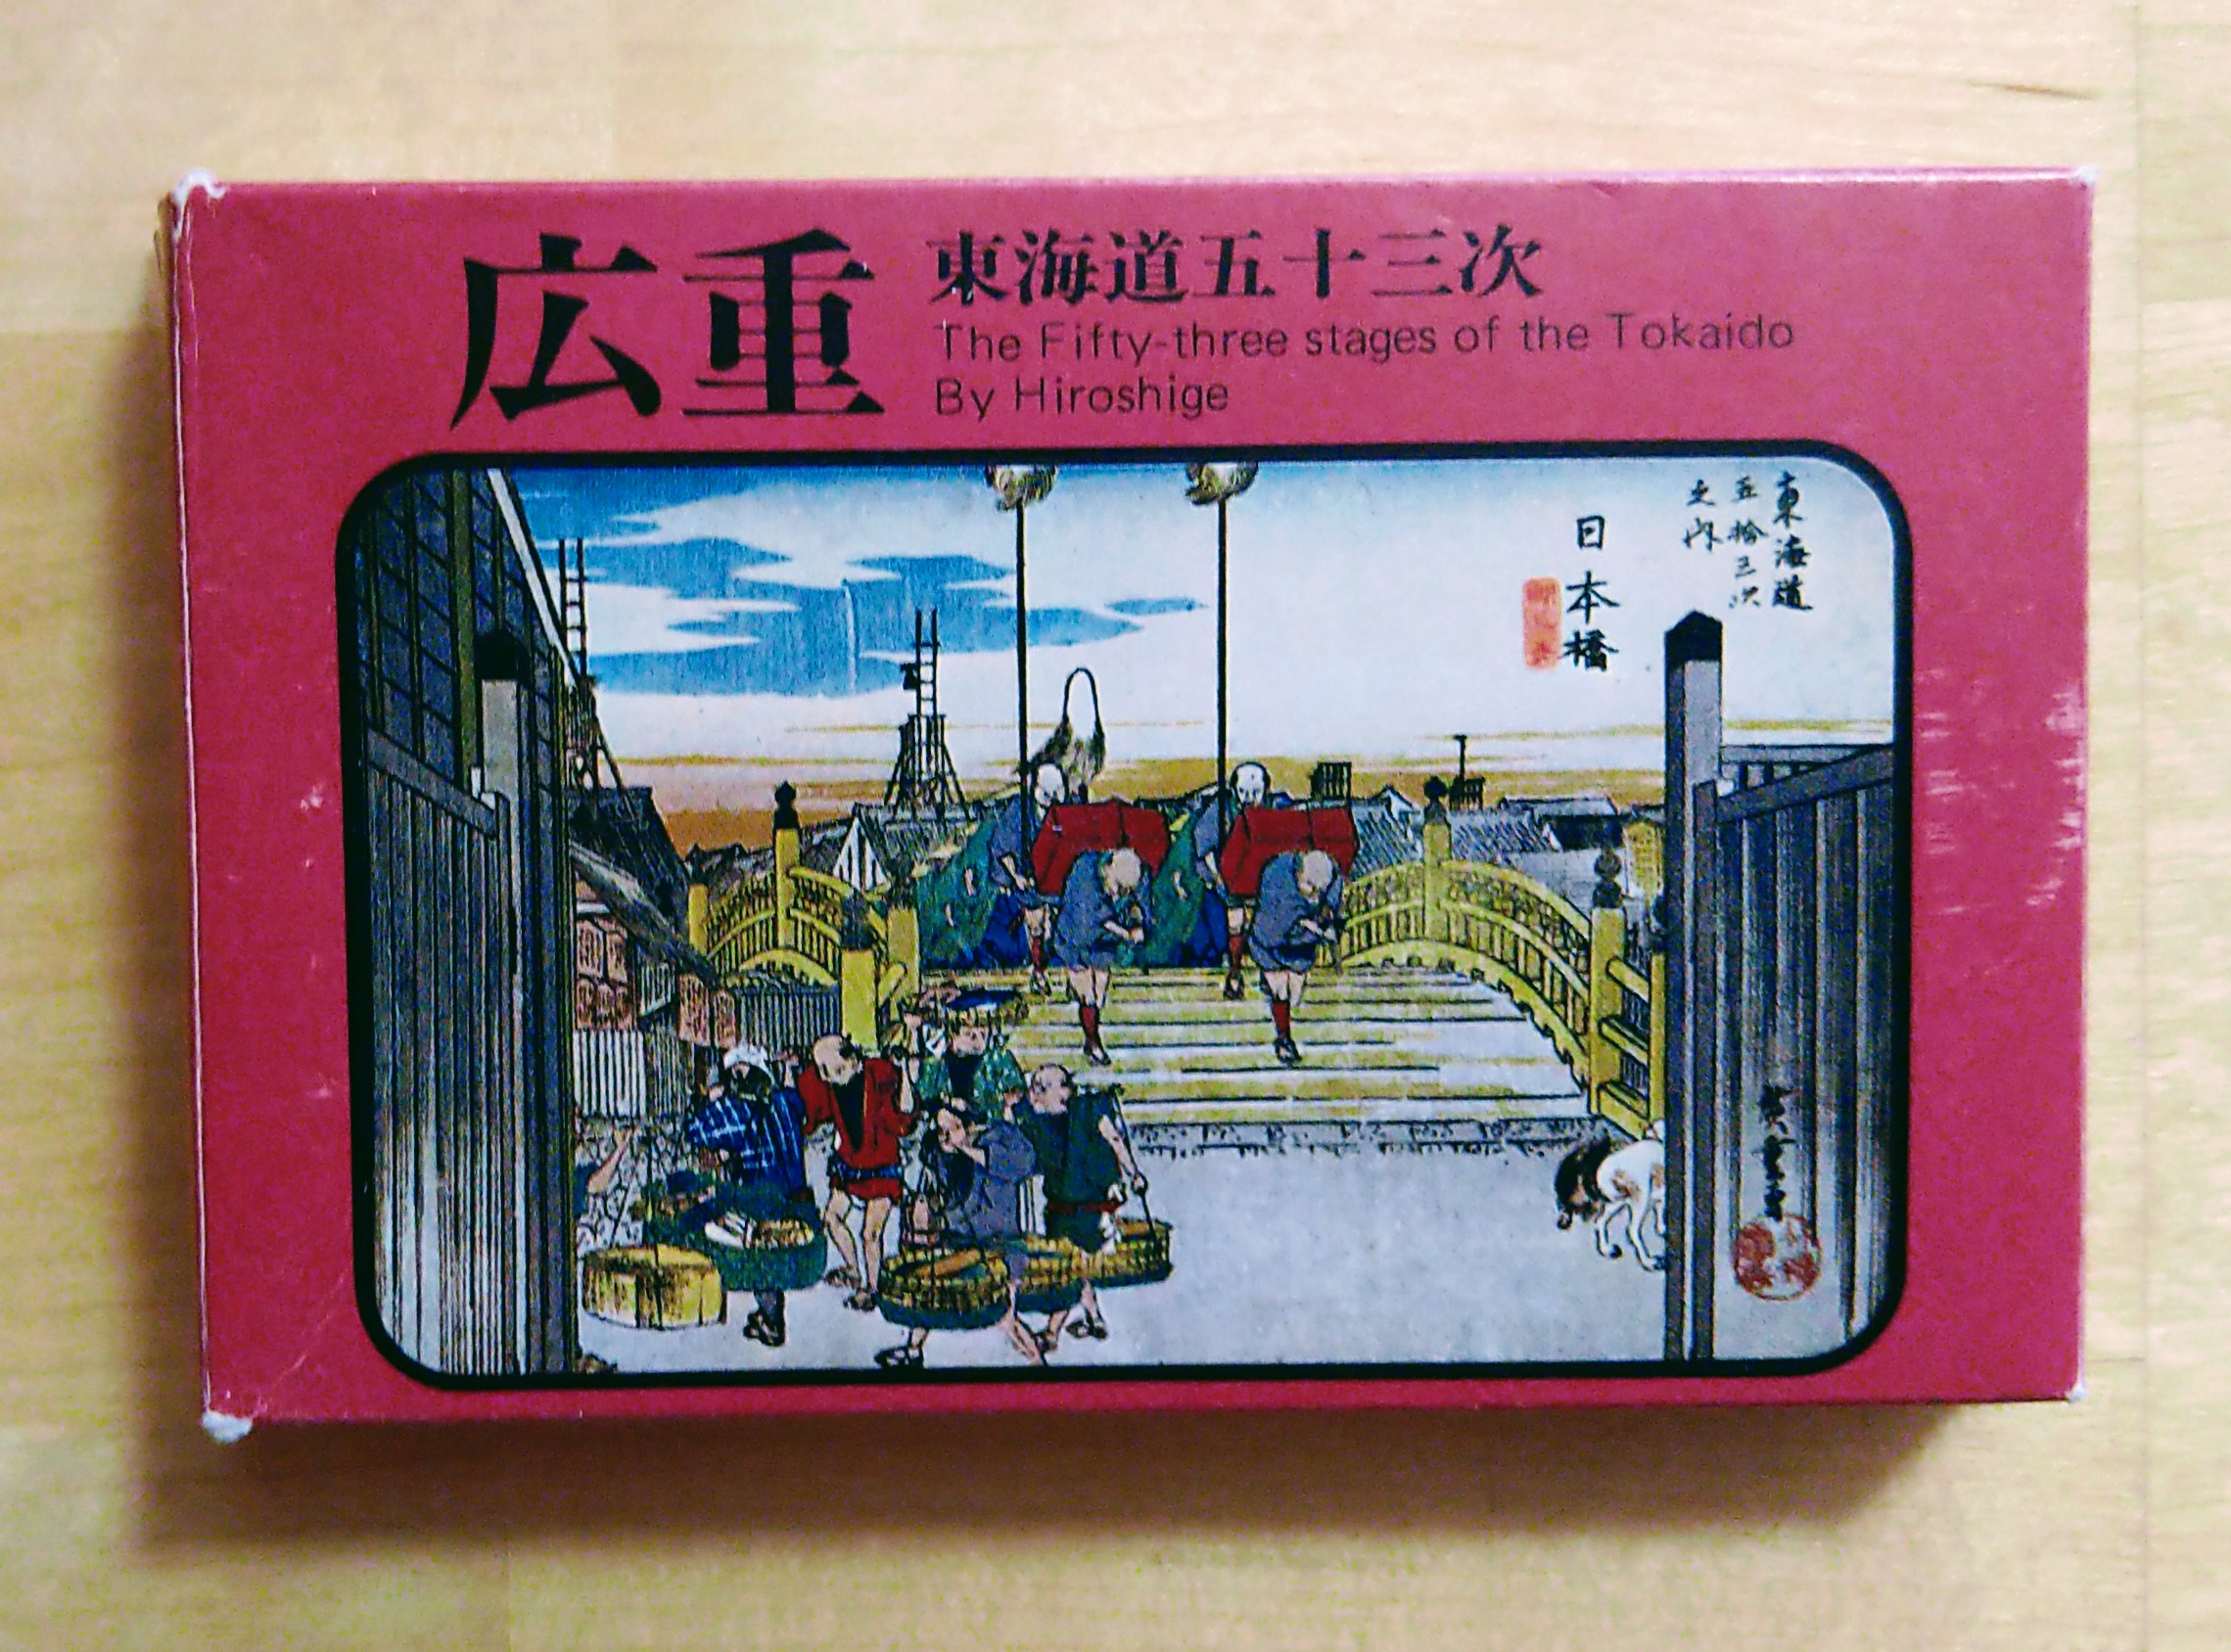 広重
東海道五十三次
The Fifty-three stages of the Tokaido
By Hiroshige
東海道
五拾三次
之内
日本橋